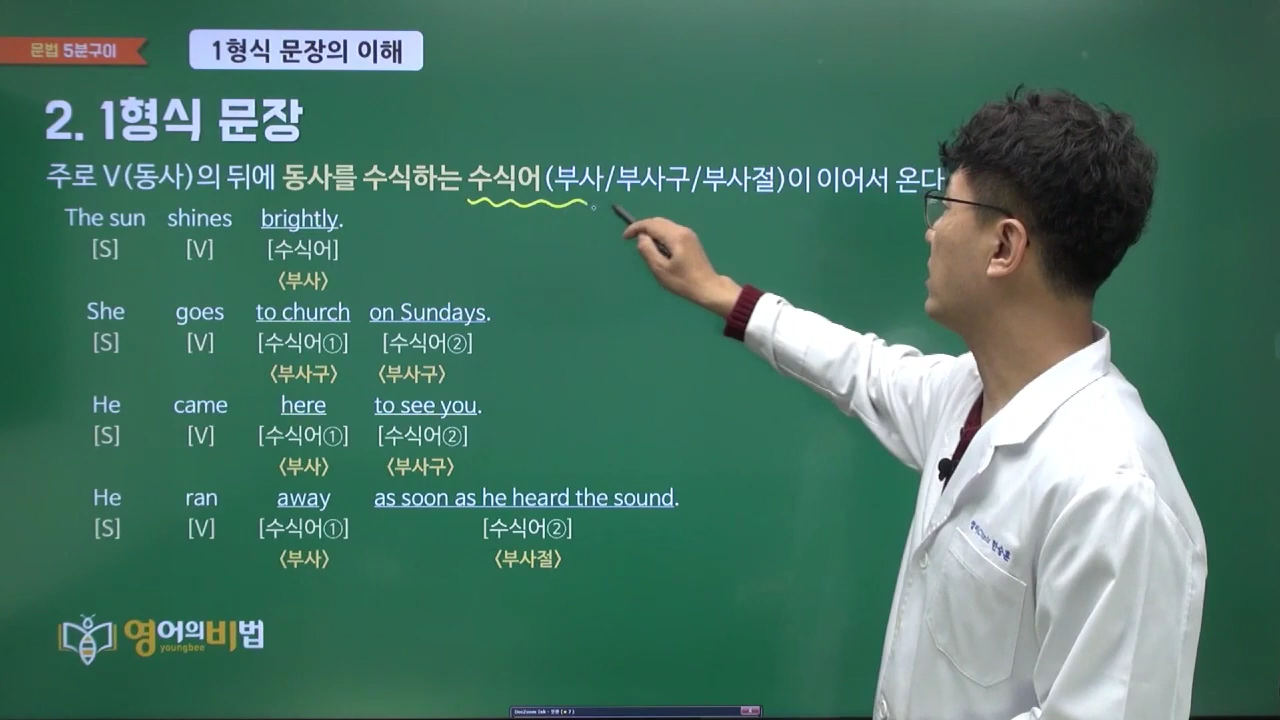 문법 5분구이
1형식 문장의 이해
2. 1형식 문장
주로 V(동사)의 뒤에 동사를 수식하는 수식어(부사/부사구/부사절)이 이어서 온다
The sun shines brightly.
[S] [V] [수식어]
〈부사〉
She goes to church on Sundays.
[S] [V] [수식어①] [수식어②]
〈부사구〉 〈부사구〉
He came here to see you.
[S] [V] [수식어①] [수식어②]
〈부사〉 〈부사구〉
He ran away as soon as he heard the sound.
[S] [V] [수식어①] [수식어②]
〈부사〉 〈부사절〉
영어의비법
youngbee